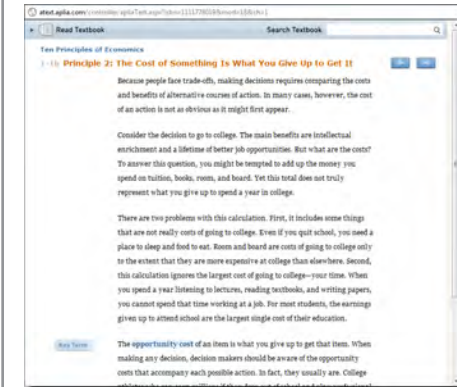 Read Textbook
Search Textbook
Ten Principles of Economics
1-1b Principle 2: The Cost of Something Is What You Give Up to Get It
Because people face trade-offs, making decisions requires comparing the costs
and benefits of alternative courses of action. In many cases, however, the cost
of an action is not as obvious as it might first appear.
Consider the decision to go to college. The main benefits are intellectual
enrichment and a lifetime of better job opportunities. But what are the costs?
To answer this question, you might be tempted to add up the money you
spend on tuition, books, room, and board. Yet this total does not truly
represent what you give up to spend a year in college.
There are two problems with this calculation. First, it includes some things
that are not really costs of going to college. Even if you quit school, you need a
place to sleep and food to eat. Room and board are costs of going to college only
to the extent that they are more expensive at college than elsewhere. Second,
this calculation ignores the largest cost of going to college—your time. When
you spend a year listening to lectures, reading textbooks, and writing papers,
you cannot spend that time working at a job. For most students, the earnings
given up to attend school are the largest single cost of their education.
Key Term
The opportunity cost of an item is what you give up to get that item. When
making any decision, decision makers should be aware of the opportunity
costs that accompany each possible action. In fact, they usually are. College